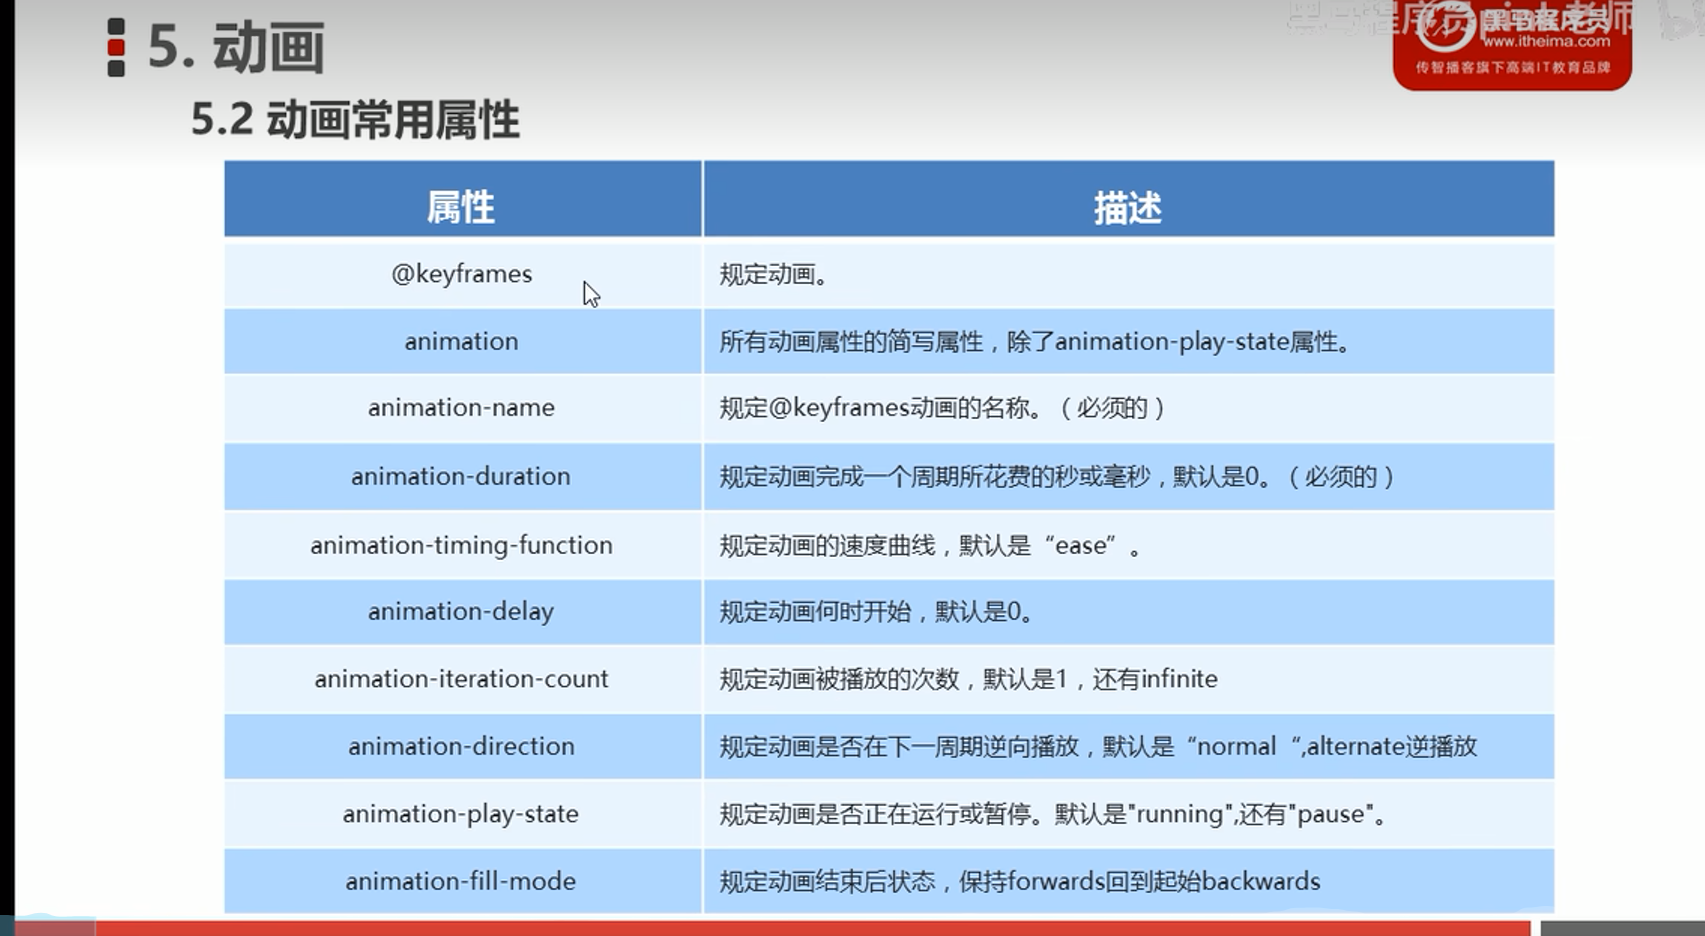 5. 动画
5.2 动画常用属性
黑马程序员pink老师
www.itheima.com
传智播客旗下高端IT教育品牌
属性 描述
@keyframes 规定动画。
animation 所有动画属性的简写属性，除了animation-play-state属性。
animation-name 规定@keyframes动画的名称。（必须的）
animation-duration 规定动画完成一个周期所花费的秒或毫秒，默认是0。（必须的）
animation-timing-function 规定动画的速度曲线，默认是“ease”。
animation-delay 规定动画何时开始，默认是0。
animation-iteration-count 规定动画被播放的次数，默认是1，还有infinite
animation-direction 规定动画是否在下一周期逆向播放，默认是“normal “,alternate逆播放
animation-play-state 规定动画是否正在运行或暂停。默认是"running",还有"pause"。
animation-fill-mode 规定动画结束后状态，保持forwards回到起始backwards